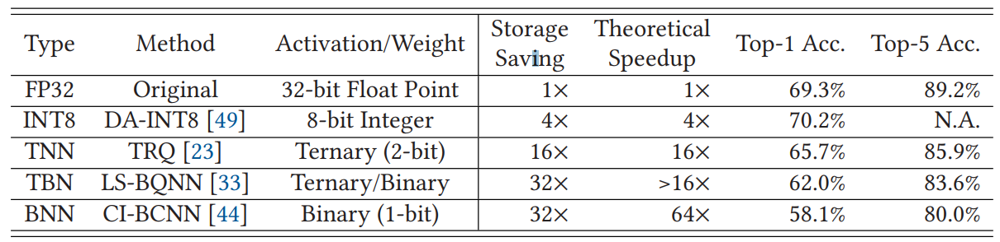 Type Method Activation/Weight Storage Saving Theoretical Speedup Top-1 Acc. Top-5 Acc.
FP32 Original 32-bit Float Point 1× 1× 69.3% 89.2%
INT8 DA-INT8 [49] 8-bit Integer 4× 4× 70.2% N.A.
TNN TRQ [23] Ternary (2-bit) 16× 16× 65.7% 85.9%
TBN LS-BQNN [33] Ternary/Binary 32× >16× 62.0% 83.6%
BNN CI-BCNN [44] Binary (1-bit) 32× 64× 58.1% 80.0%